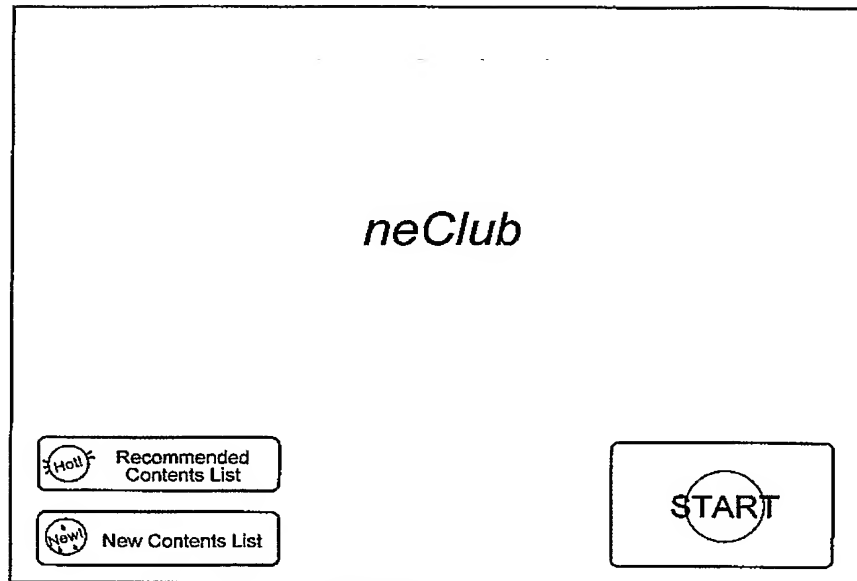 neClub
Hot!
Recommended
Contents List
New!
New Contents List
START